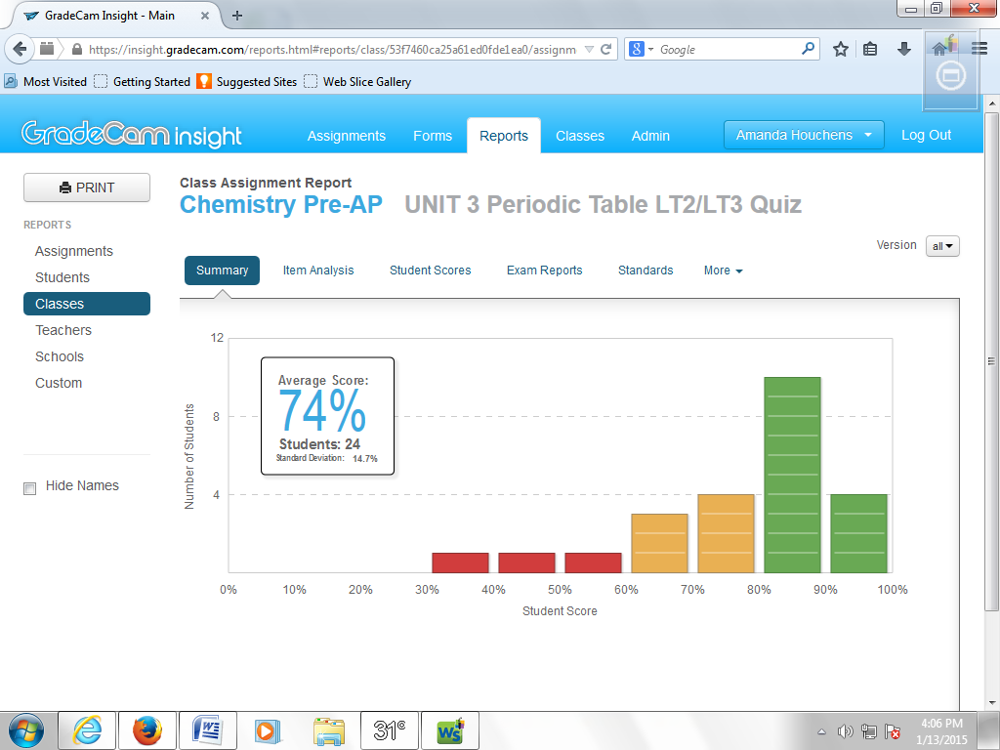 GradeCam Insight - Main
https://insight.gradecam.com/reports.html#reports/class/53f7460ca25a61ed0fde1ea0/assignm
Google
Most Visited Getting Started Suggested Sites Web Slice Gallery
GradeCam insight
Assignments Forms Reports Classes Admin Amanda Houchens Log Out
PRINT
REPORTS
Assignments
Students
Classes
Teachers
Schools
Custom
Hide Names
Class Assignment Report
Chemistry Pre-AP UNIT 3 Periodic Table LT2/LT3 Quiz
Version all
Summary Item Analysis Student Scores Exam Reports Standards More
12
8
4
Number of Students
Average Score:
74%
Students: 24
Standard Deviation: 14.7%
0% 10% 20% 30% 40% 50% 60% 70% 80% 90% 100%
Student Score
31°
WS
4:06 PM
1/13/2015